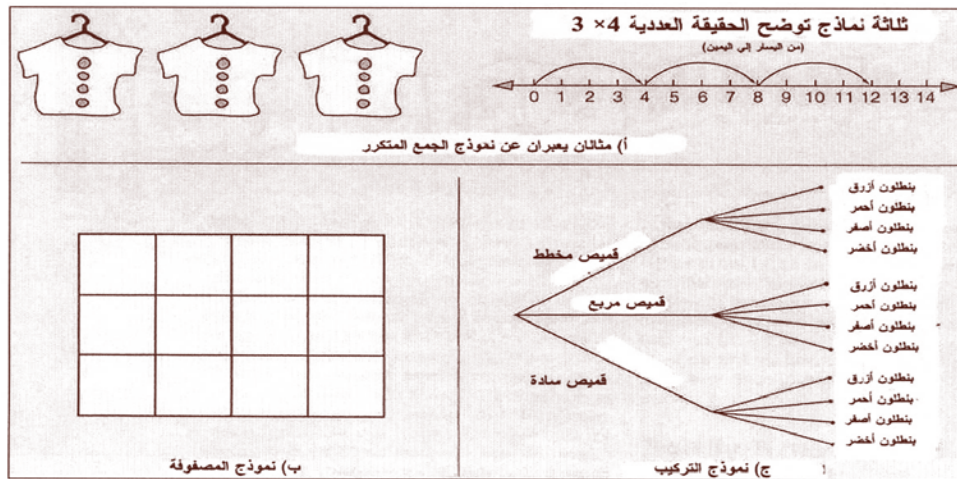 ثلاثة نماذج توضح الحقيقة العددية 4× 3
(من اليسار إلي اليمين)
0 1 2 3 4 5 6 7 8 9 10 11 12 13 14
أ) مثالان يعبران عن نموذج الجمع المتكرر
قميص مخطط
بنطلون أزرق
بنطلون أحمر
بنطلون أصفر
بنطلون أخضر
قميص مربع
بنطلون أزرق
بنطلون أحمر
بنطلون أصفر
بنطلون أخضر
قميص سادة
بنطلون أزرق
بنطلون أحمر
بنطلون أصفر
بنطلون أخضر
ج) نموذج التركيب
ب) نموذج المصفوفة